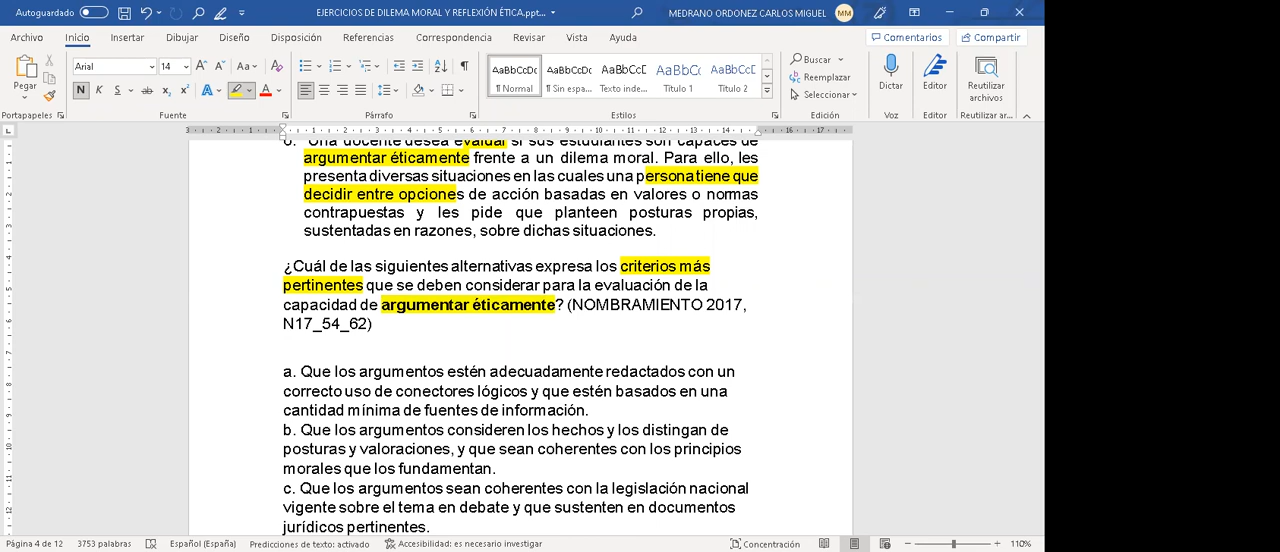 Autoguardado
EJERCICIOS DE DILEMA MORAL Y REFLEXIÓN ÉTICA.ppt...
MEDRANO ORDONEZ CARLOS MIGUEL
MM
Archivo Inicio Insertar Dibujar Diseño Disposición Referencias Correspondencia Revisar Vista Ayuda
Comentarios
Compartir
Pegar
Arial
14
N K S
AaBbCcDc AaBbCcDc AaBbCcE AaBbCc AaBbCcD
¶ Normal ¶ Sin espa... Texto inde... Título 1 Título 2
Buscar
Reemplazar
Seleccionar
Dictar
Editor
Reutilizar archivos
Portapapeles Fuente Párrafo Estilos Edición Voz Editor Reutilizar ar...
Una docente desea evaluar si sus estudiantes son capaces de
argumentar éticamente frente a un dilema moral. Para ello, les
presenta diversas situaciones en las cuales una persona tiene que
decidir entre opciones de acción basadas en valores o normas
contrapuestas y les pide que planteen posturas propias,
sustentadas en razones, sobre dichas situaciones.
¿Cuál de las siguientes alternativas expresa los criterios más
pertinentes que se deben considerar para la evaluación de la
capacidad de argumentar éticamente? (NOMBRAMIENTO 2017,
N17_54_62)
a. Que los argumentos estén adecuadamente redactados con un
correcto uso de conectores lógicos y que estén basados en una
cantidad mínima de fuentes de información.
b. Que los argumentos consideren los hechos y los distingan de
posturas y valoraciones, y que sean coherentes con los principios
morales que los fundamentan.
c. Que los argumentos sean coherentes con la legislación nacional
vigente sobre el tema en debate y que sustenten en documentos
jurídicos pertinentes.
Página 4 de 12 3753 palabras Español (España) Predicciones de texto: activado Accesibilidad: es necesario investigar Concentración 110%